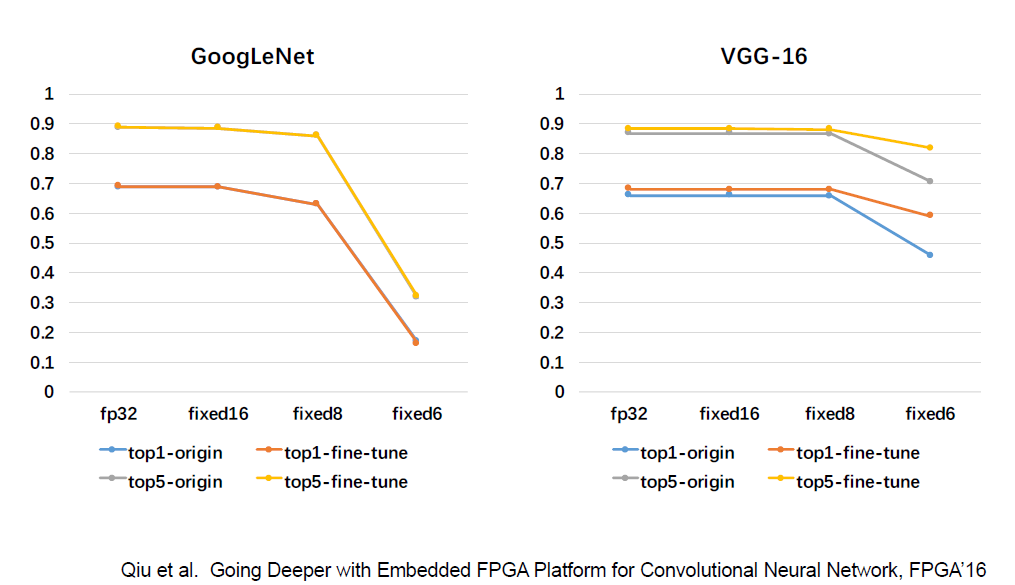 GoogLeNet
1
0.9
0.8
0.7
0.6
0.5
0.4
0.3
0.2
0.1
0
fp32 fixed16 fixed8 fixed6
top1-origin top1-fine-tune
top5-origin top5-fine-tune
VGG-16
1
0.9
0.8
0.7
0.6
0.5
0.4
0.3
0.2
0.1
0
fp32 fixed16 fixed8 fixed6
top1-origin top1-fine-tune
top5-origin top5-fine-tune
Qiu et al. Going Deeper with Embedded FPGA Platform for Convolutional Neural Network, FPGA’16